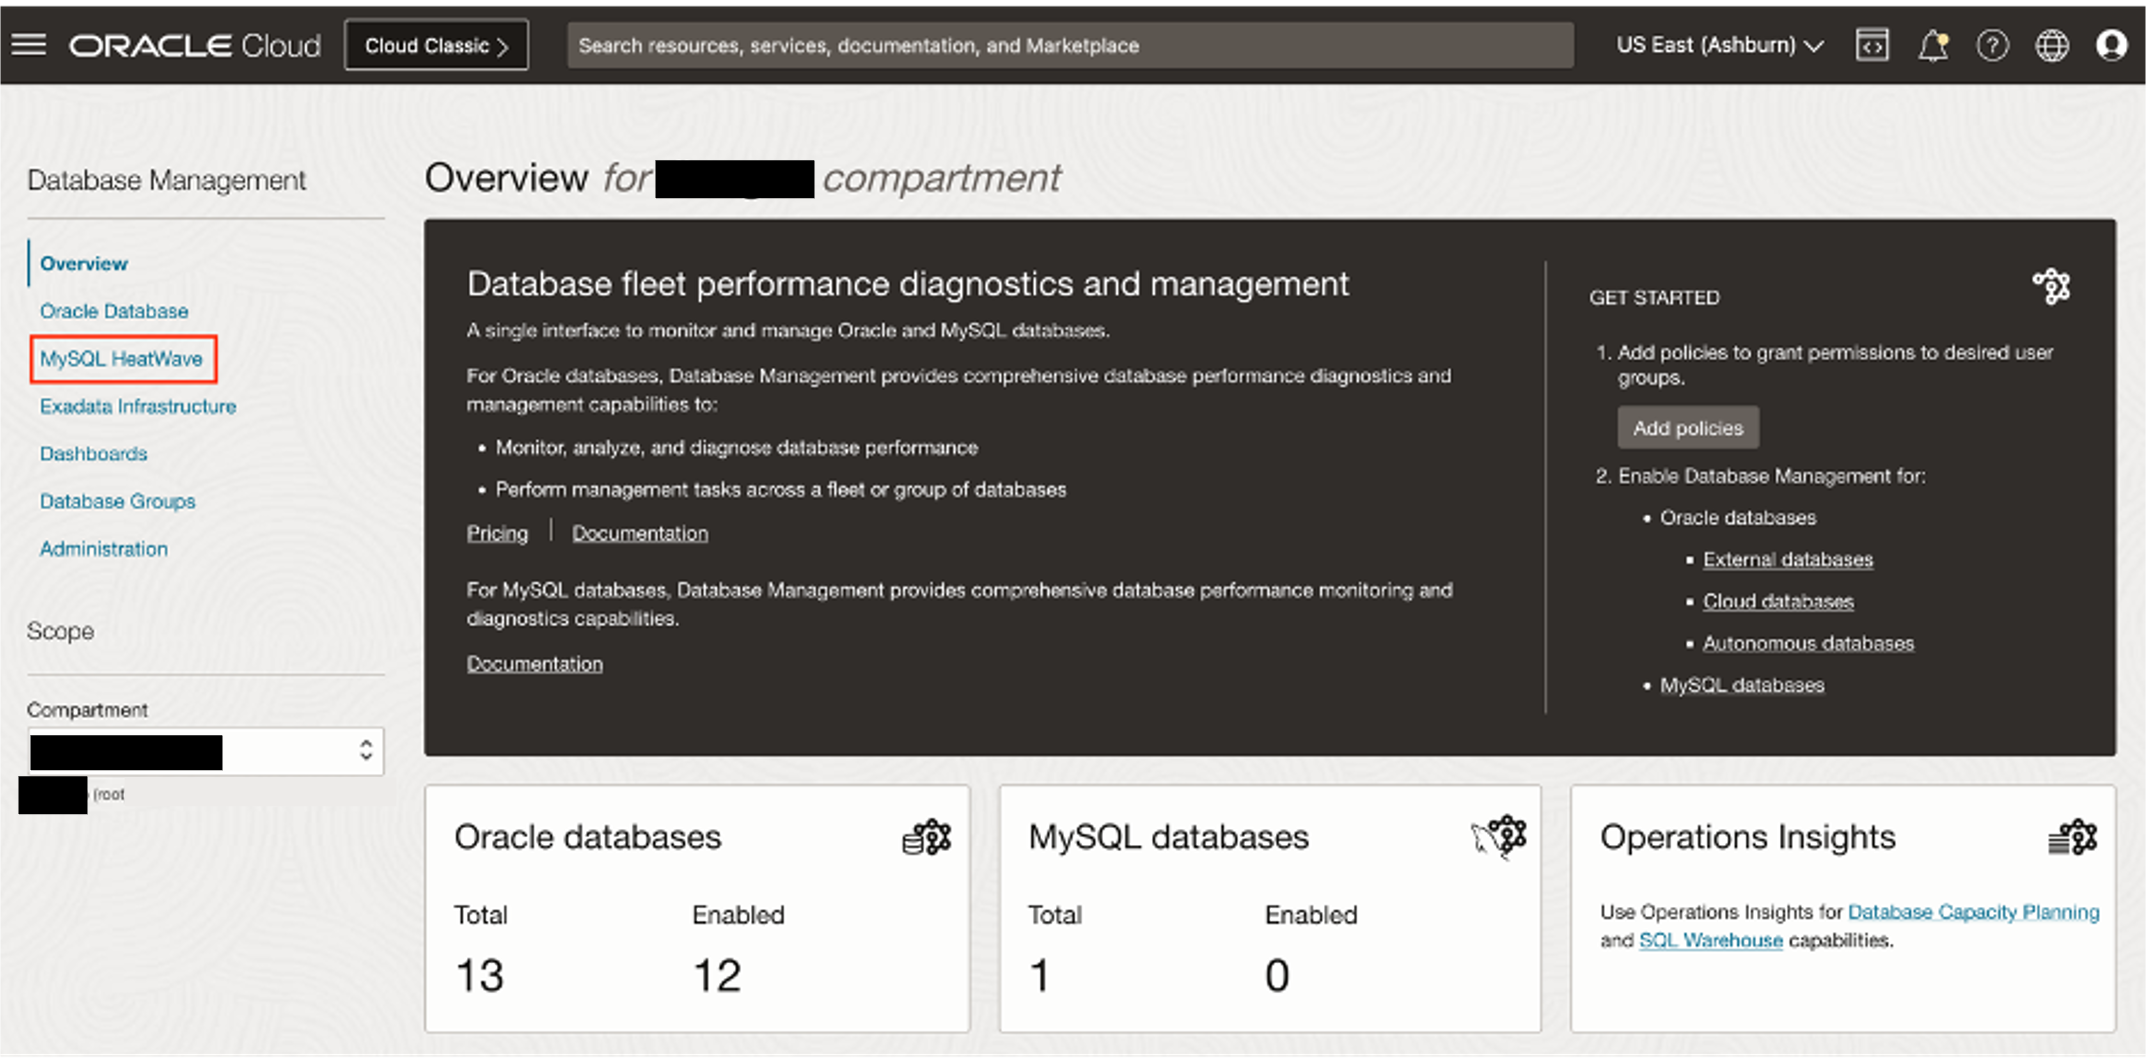 ORACLE Cloud
Cloud Classic >
Search resources, services, documentation, and Marketplace
US East (Ashburn)
Database Management
Overview
Oracle Database
MySQL HeatWave
Exadata Infrastructure
Dashboards
Database Groups
Administration
Scope
Compartment
(root
Overview for compartment
Database fleet performance diagnostics and management
A single interface to monitor and manage Oracle and MySQL databases.
For Oracle databases, Database Management provides comprehensive database performance diagnostics and
management capabilities to:
• Monitor, analyze, and diagnose database performance
• Perform management tasks across a fleet or group of databases
Pricing | Documentation
For MySQL databases, Database Management provides comprehensive database performance monitoring and
diagnostics capabilities.
Documentation
GET STARTED
1. Add policies to grant permissions to desired user
groups.
Add policies
2. Enable Database Management for:
• Oracle databases
▪ External databases
▪ Cloud databases
▪ Autonomous databases
• MySQL databases
Oracle databases
Total Enabled
13 12
MySQL databases
Total Enabled
1 0
Operations Insights
Use Operations Insights for Database Capacity Planning
and SQL Warehouse capabilities.